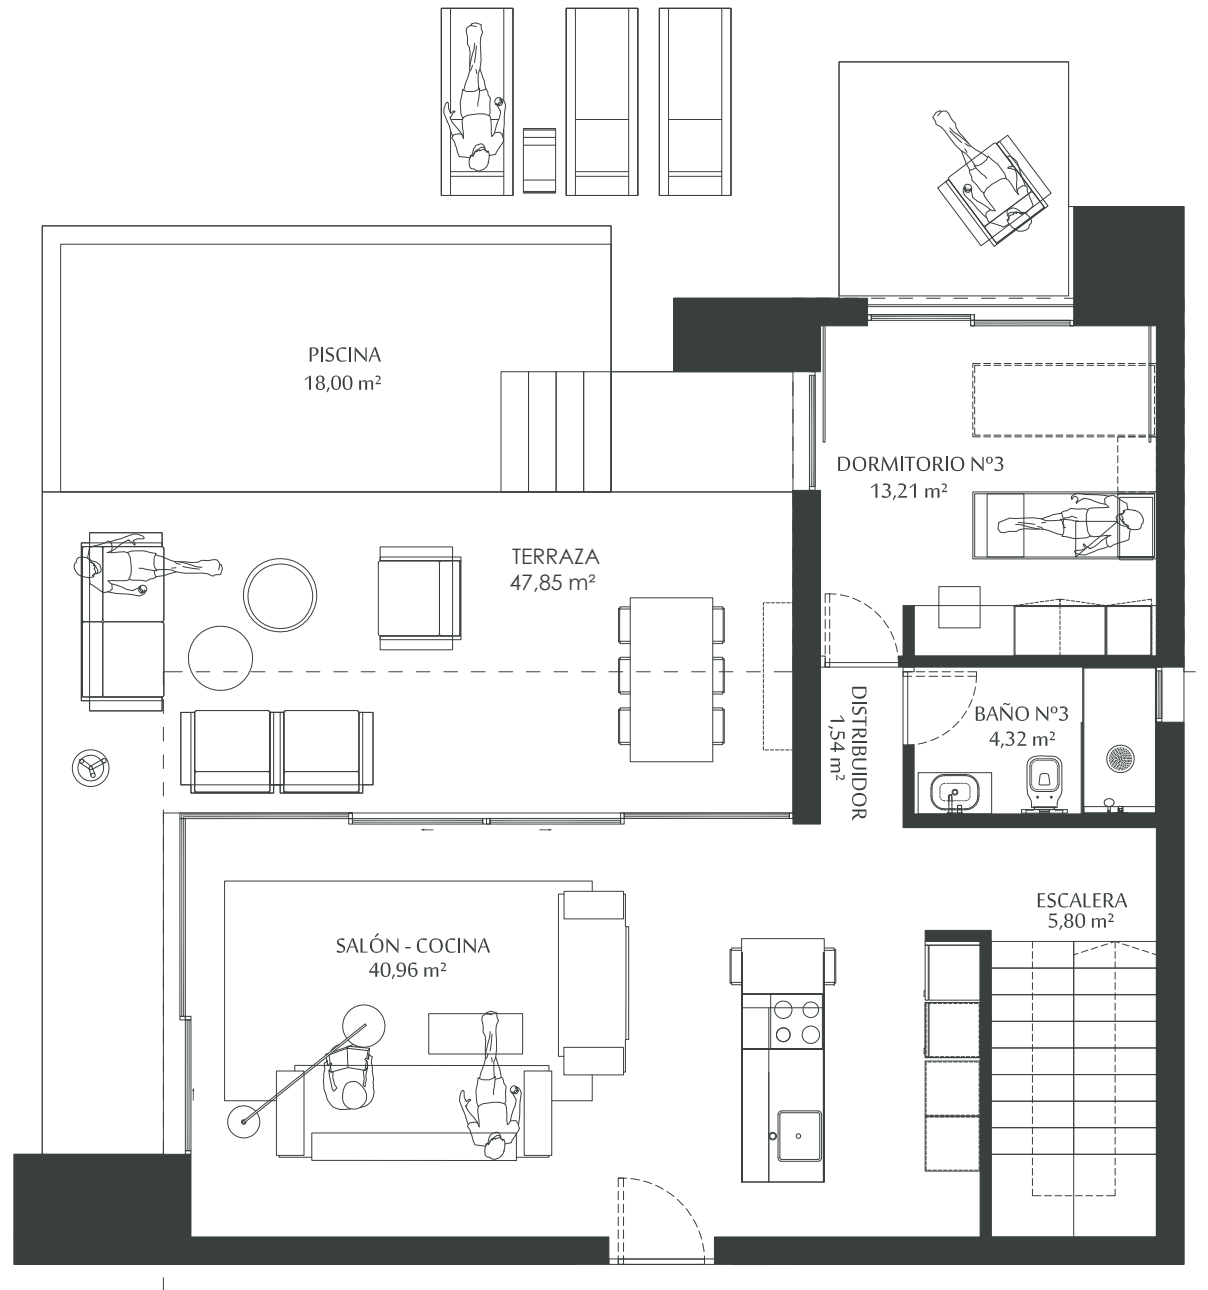 PISCINA
18,00 m²
DORMITORIO Nº3
13,21 m²
TERRAZA
47,85 m²
DISTRIBUIDOR
1,54 m²
BAÑO Nº3
4,32 m²
ESCALERA
5,80 m²
SALÓN - COCINA
40,96 m²